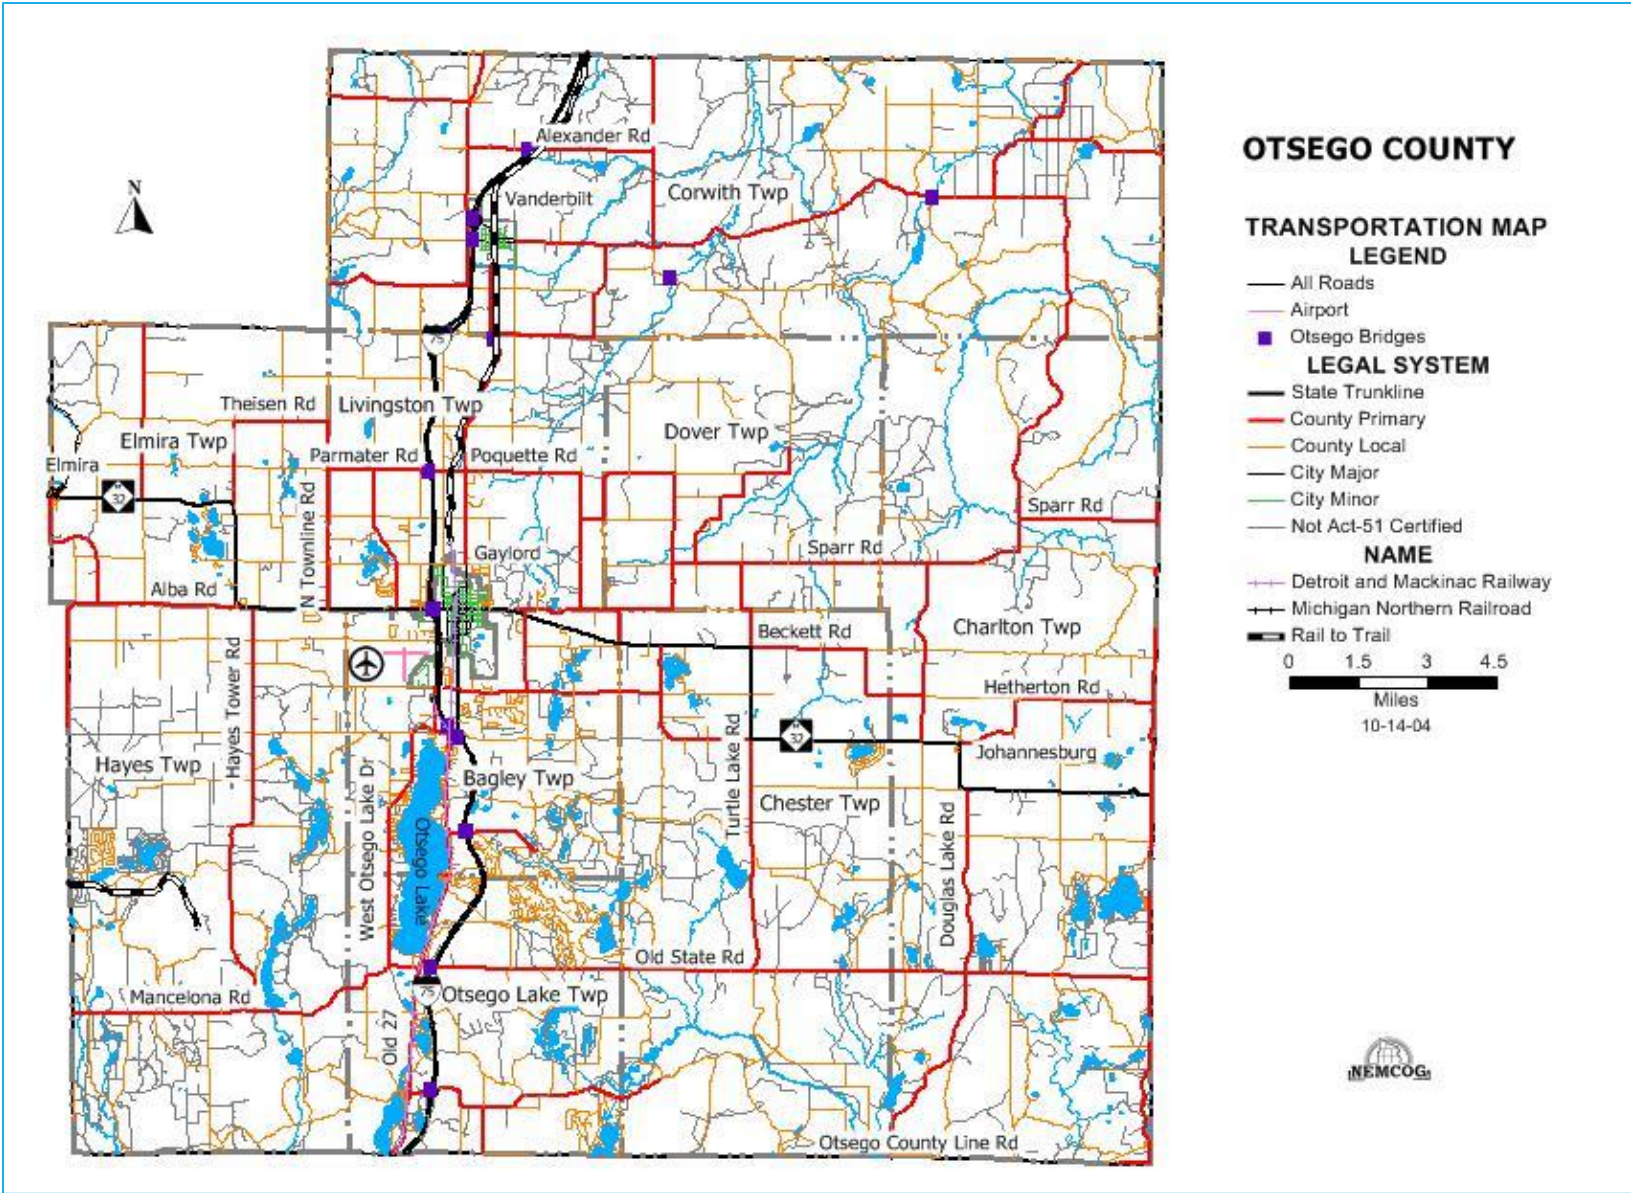 OTSEGO COUNTY
TRANSPORTATION MAP
LEGEND
All Roads
Airport
Otsego Bridges
LEGAL SYSTEM
State Trunkline
County Primary
County Local
City Major
City Minor
Not Act-51 Certified
NAME
Detroit and Mackinac Railway
Michigan Northern Railroad
Rail to Trail
0 1.5 3 4.5
Miles
10-14-04
NEMCOG
N
Alexander Rd
Vanderbilt
Corwith Twp
75
Theisen Rd
Livingston Twp
Elmira Twp
Dover Twp
Elmira
Parmater Rd
Poquette Rd
M
32
N Townline Rd
Sparr Rd
Sparr Rd
Gaylord
Alba Rd
Beckett Rd
Charlton Twp
Hayes Tower Rd
Hetherton Rd
Turtle Lake Rd
M
32
Johannesburg
Hayes Twp
West Otsego Lake Dr
Bagley Twp
Chester Twp
Otsego Lake
Douglas Lake Rd
Old State Rd
Mancelona Rd
75
Otsego Lake Twp
Old 27
Otsego County Line Rd